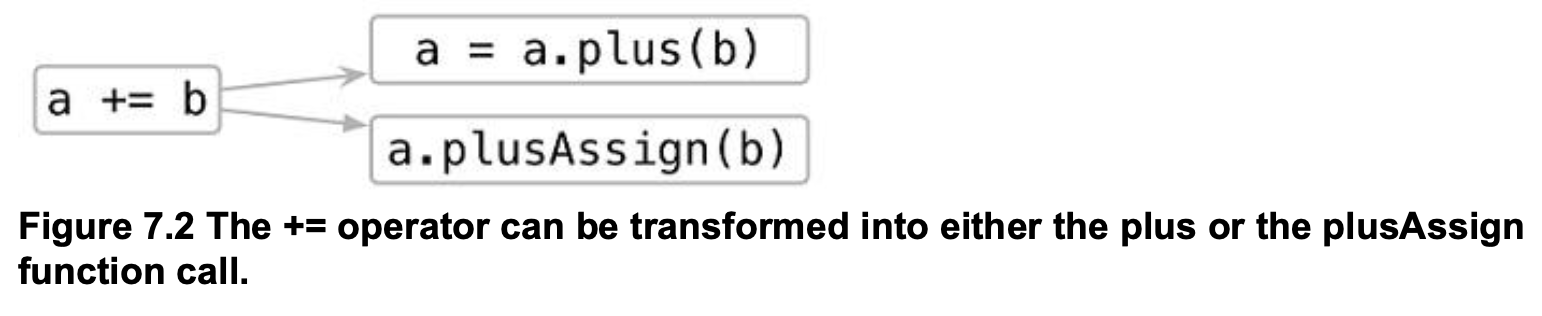 a = a.plus(b)
a += b
a.plusAssign(b)
Figure 7.2 The += operator can be transformed into either the plus or the plusAssign
function call.